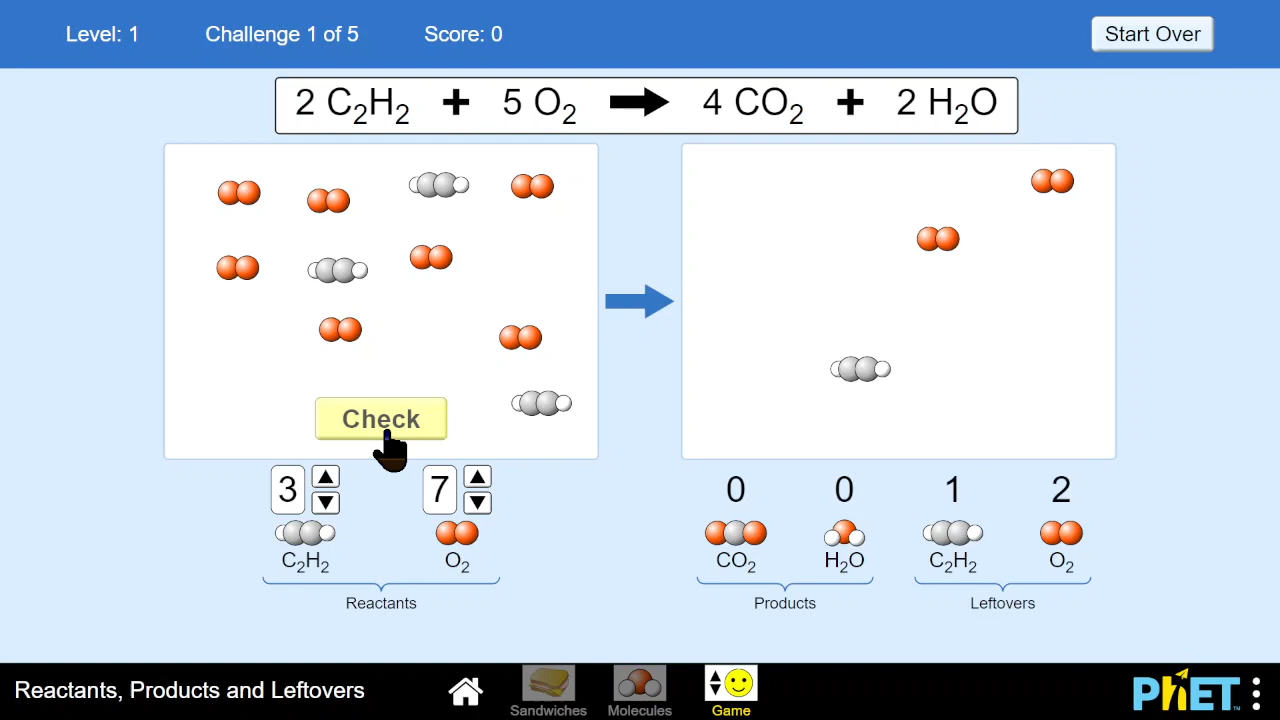 Level: 1 Challenge 1 of 5 Score: 0 Start Over
2 C₂H₂ + 5 O₂ → 4 CO₂ + 2 H₂O
Check
3 7 0 0 1 2
C₂H₂ O₂ CO₂ H₂O C₂H₂ O₂
Reactants Products Leftovers
Reactants, Products and Leftovers Sandwiches Molecules Game PhET™